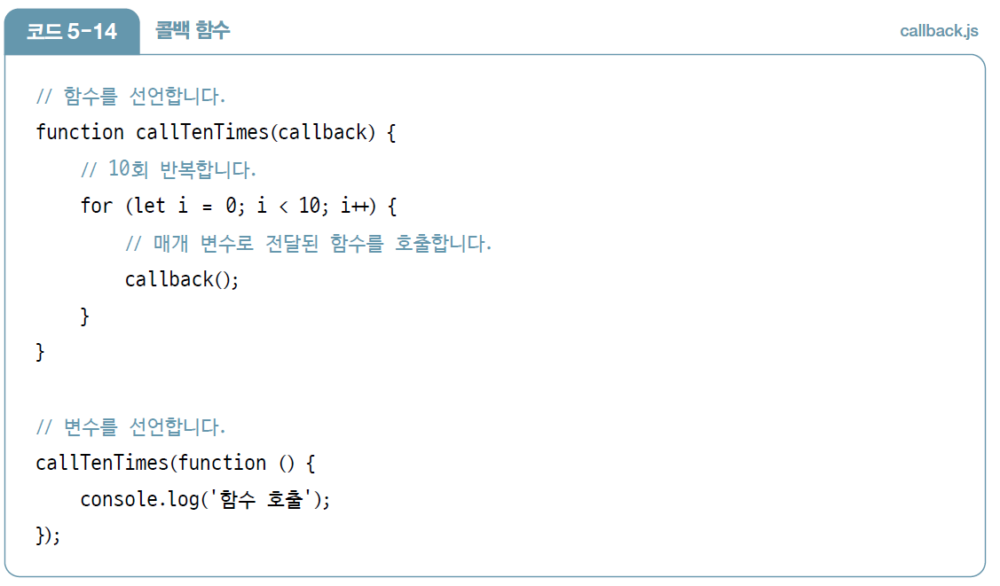 코드 5-14 콜백 함수 callback.js
// 함수를 선언합니다.
function callTenTimes(callback) {
    // 10회 반복합니다.
    for (let i = 0; i < 10; i++) {
        // 매개 변수로 전달된 함수를 호출합니다.
        callback();
    }
}
// 변수를 선언합니다.
callTenTimes(function () {
    console.log('함수 호출');
});